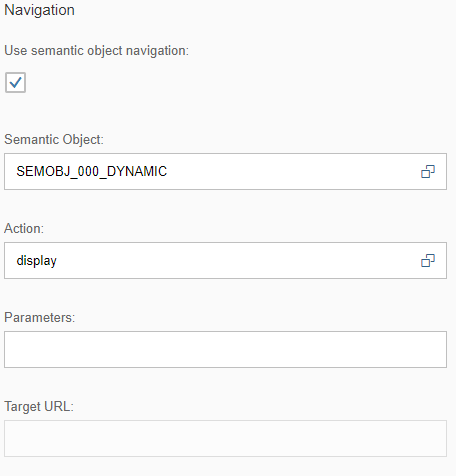 Navigation
Use semantic object navigation:
Semantic Object:
SEMOBJ_000_DYNAMIC
Action:
display
Parameters:
Target URL: